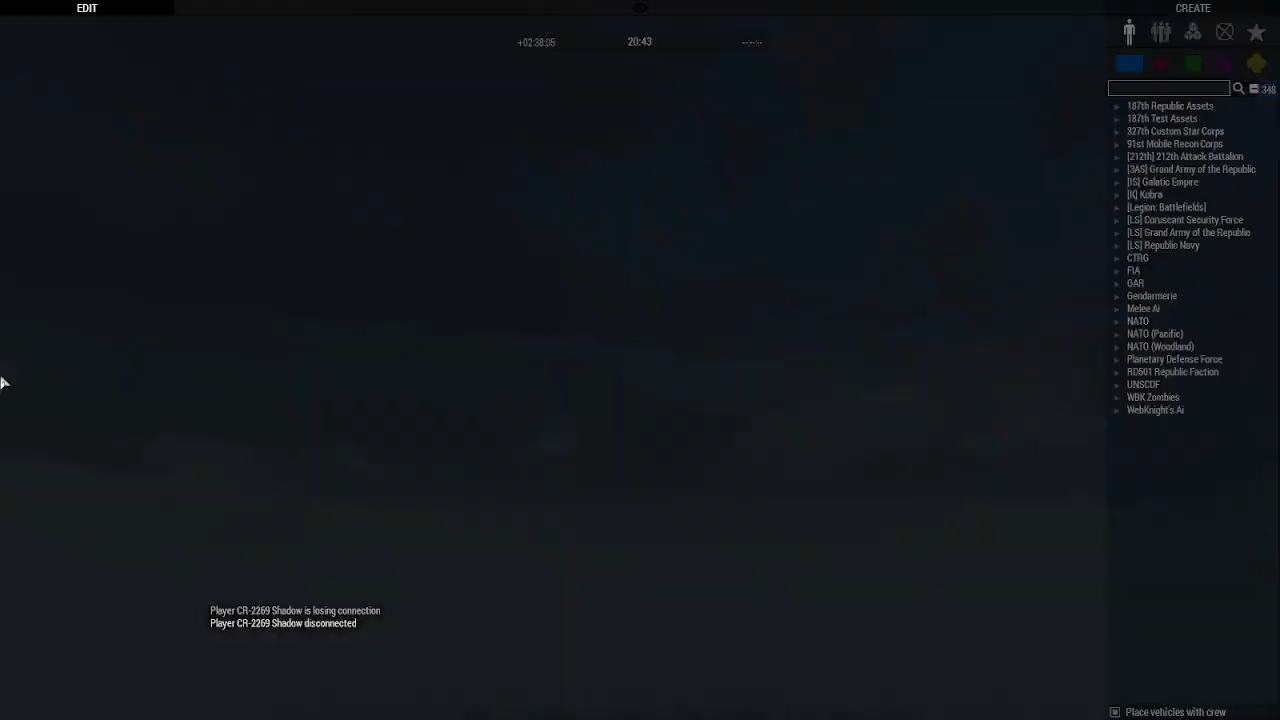 EDIT
CREATE
+02:38:05
20:43
--:--:--
348
187th Republic Assets
187th Test Assets
327th Custom Star Corps
91st Mobile Recon Corps
[212th] 212th Attack Battalion
[3AS] Grand Army of the Republic
[IS] Galatic Empire
[K] Kobra
[Legion: Battlefields]
[LS] Coruscant Security Force
[LS] Grand Army of the Republic
[LS] Republic Navy
CTRG
FIA
GAR
Gendarmerie
Melee Ai
NATO
NATO (Pacific)
NATO (Woodland)
Planetary Defense Force
RD501 Republic Faction
UNSCDF
WBK Zombies
WebKnight's Ai
Player CR-2269 Shadow is losing connection
Player CR-2269 Shadow disconnected
Place vehicles with crew